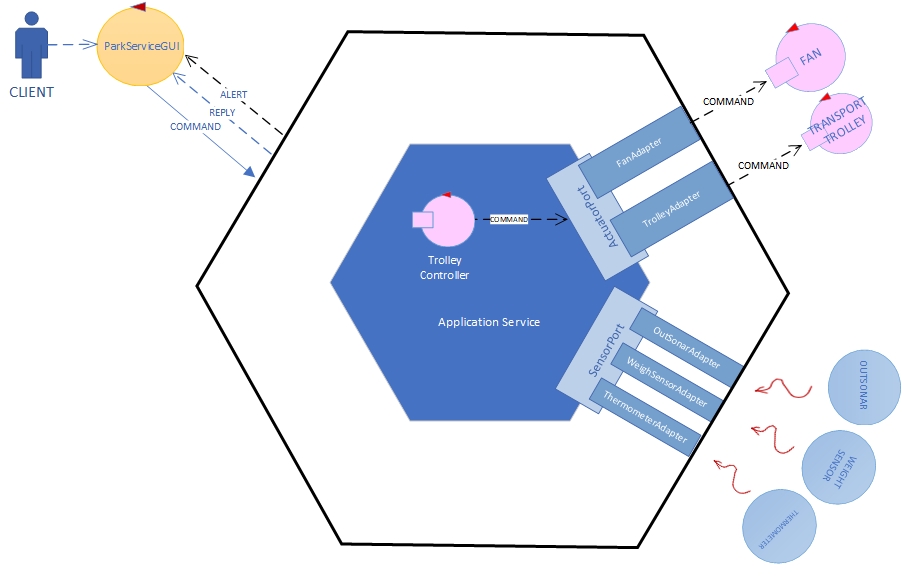 ParkServiceGUI
CLIENT
ALERT
REPLY
COMMAND
FAN
COMMAND
TRANSPORT
TROLLEY
COMMAND
FanAdapter
TrolleyAdapter
ActuatorPort
COMMAND
Trolley
Controller
Application Service
SensorPort
OutSonarAdapter
WeighSensorAdapter
ThermometerAdapter
OUTSONAR
WEIGHT
SENSOR
THERMOMETER